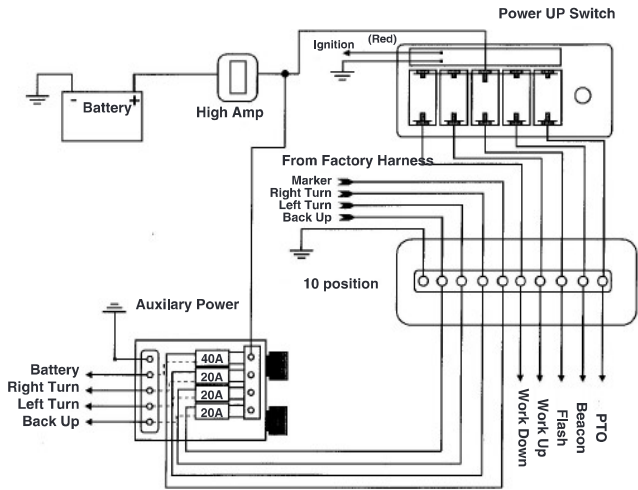 Power UP Switch
Ignition
(Red)
- Battery +
High Amp
From Factory Harness
Marker
Right Turn
Left Turn
Back Up
10 position
Auxilary Power
40A
20A
20A
20A
Battery
Right Turn
Left Turn
Back Up
Work Down
Work Up
Flash
Beacon
PTO